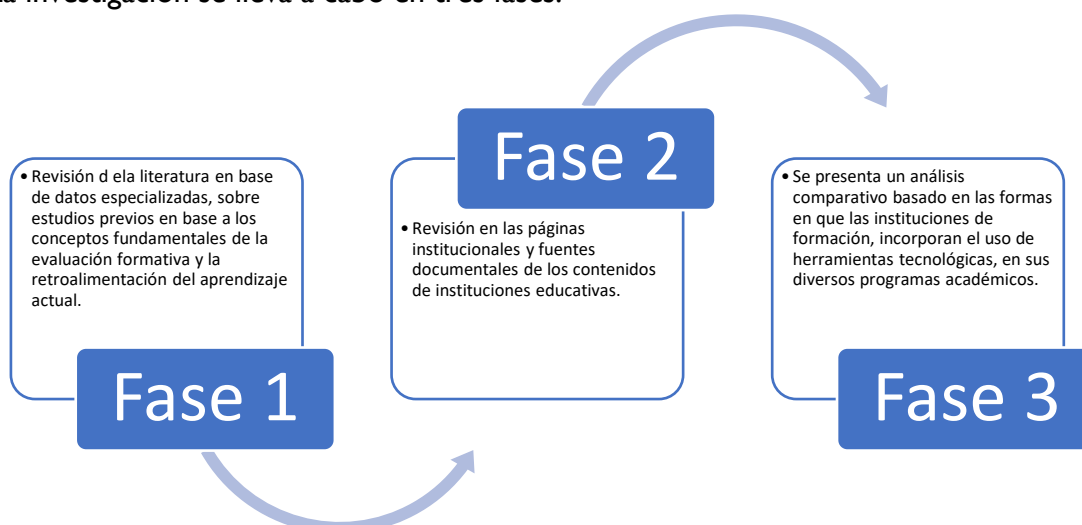 la investigación se lleva a cabo en tres fases.
• Revisión d ela literatura en base
de datos especializadas, sobre
estudios previos en base a los
conceptos fundamentales de la
evaluación formativa y la
retroalimentación del aprendizaje
actual.
Fase 1
Fase 2
• Revisión en las páginas
institucionales y fuentes
documentales de los contenidos
de instituciones educativas.
• Se presenta un análisis
comparativo basado en las formas
en que las instituciones de
formación, incorporan el uso de
herramientas tecnológicas, en sus
diversos programas académicos.
Fase 3